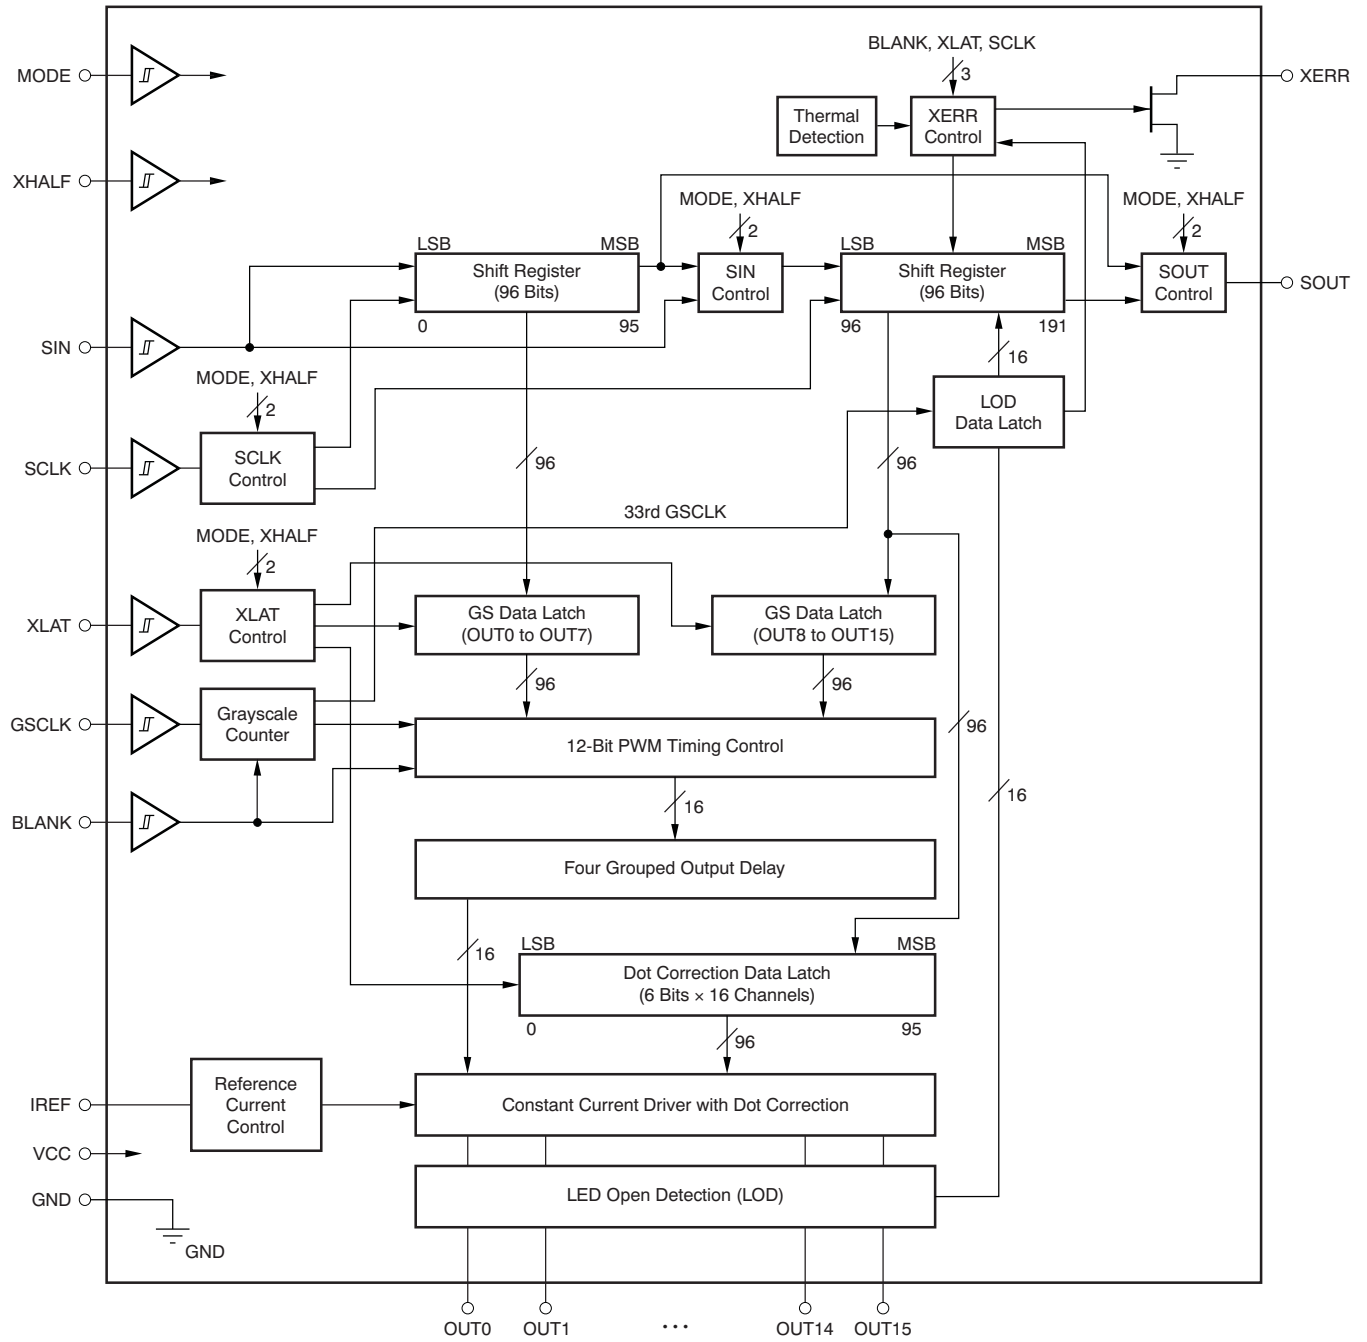 BLANK, XLAT, SCLK
MODE
3
XERR
Thermal
Detection
XERR
Control
XHALF
MODE, XHALF
2
MODE, XHALF
2
LSB
MSB
LSB
MSB
Shift Register
(96 Bits)
SIN
Control
Shift Register
(96 Bits)
SOUT
Control
SOUT
0
95
96
191
SIN
16
MODE, XHALF
2
LOD
Data Latch
SCLK
SCLK
Control
96
96
33rd GSCLK
MODE, XHALF
2
XLAT
XLAT
Control
GS Data Latch
(OUT0 to OUT7)
GS Data Latch
(OUT8 to OUT15)
96
96
GSCLK
Grayscale
Counter
12-Bit PWM Timing Control
96
16
16
BLANK
Four Grouped Output Delay
16
LSB
MSB
Dot Correction Data Latch
(6 Bits × 16 Channels)
0
95
96
IREF
Reference
Current
Control
Constant Current Driver with Dot Correction
VCC
GND
LED Open Detection (LOD)
GND
OUT0
OUT1
...
OUT14
OUT15